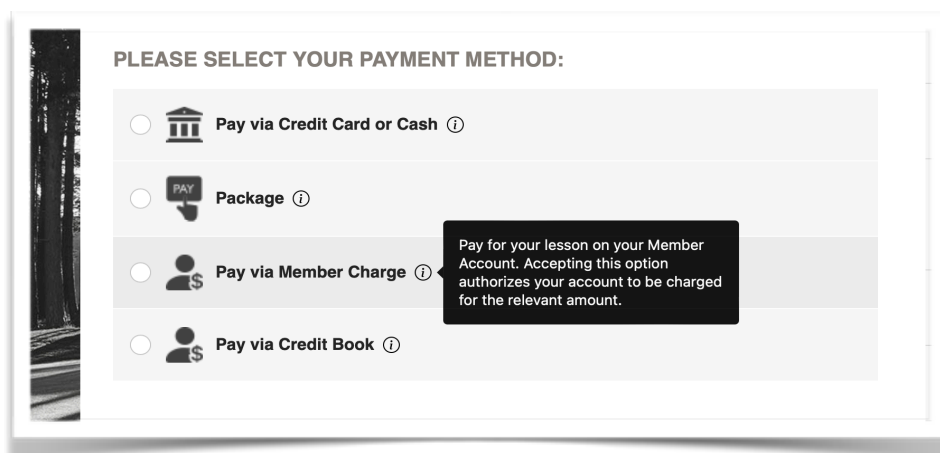 PLEASE SELECT YOUR PAYMENT METHOD:
Pay via Credit Card or Cash
PAY
Package
Pay via Member Charge
Pay for your lesson on your Member
Account. Accepting this option
authorizes your account to be charged
for the relevant amount.
Pay via Credit Book